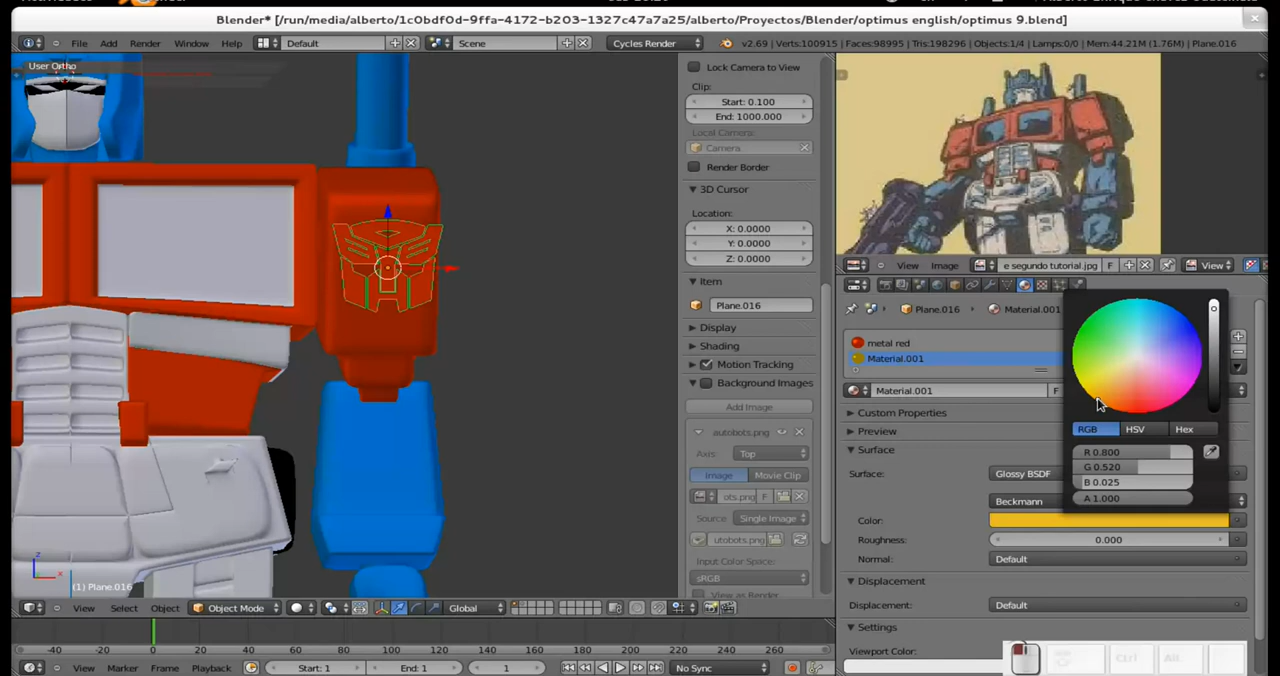 Blender* [/run/media/alberto/1c0bdf0d-9ffa-4172-b203-1327c47a7a25/alberto/Proyectos/Blender/optimus english/optimus 9.blend]
File Add Render Window Help Default Scene Cycles Render v2.69 | Verts:100915 | Faces:98995 | Tris:198296 | Objects:1/4 | Lamps:0/0 | Mem:44.21M (1.76M) | Plane.016
User Ortho
Lock Camera to View
Clip:
Start: 0.100
End: 1000.000
Local Camera:
Camera
Render Border
3D Cursor
Location:
X: 0.0000
Y: 0.0000
Z: 0.0000
Item
Plane.016
Display
Shading
Motion Tracking
Background Images
Add Image
autobots.png
Axis: Top
Image Movie Clip
ots.png F
Source: Single Image
utobots.png
Input Color Space:
sRGB
View as Render
(1) Plane.016
View Select Object Object Mode Global
-40 -20 0 20 40 60 80 100 120 140 160 180 200 220 240 260
View Marker Frame Playback Start: 1 End: 1 1 No Sync
View Image e segundo tutorial.jpg F View
Plane.016 Material.001
metal red
Material.001
Material.001 F
Custom Properties
Preview
Surface
Surface: Glossy BSDF
Beckmann
Color:
Roughness: 0.000
Normal: Default
Displacement
Displacement: Default
Settings
Viewport Color:
RGB HSV Hex
R 0.800
G 0.520
B 0.025
A 1.000
Ctrl Alt